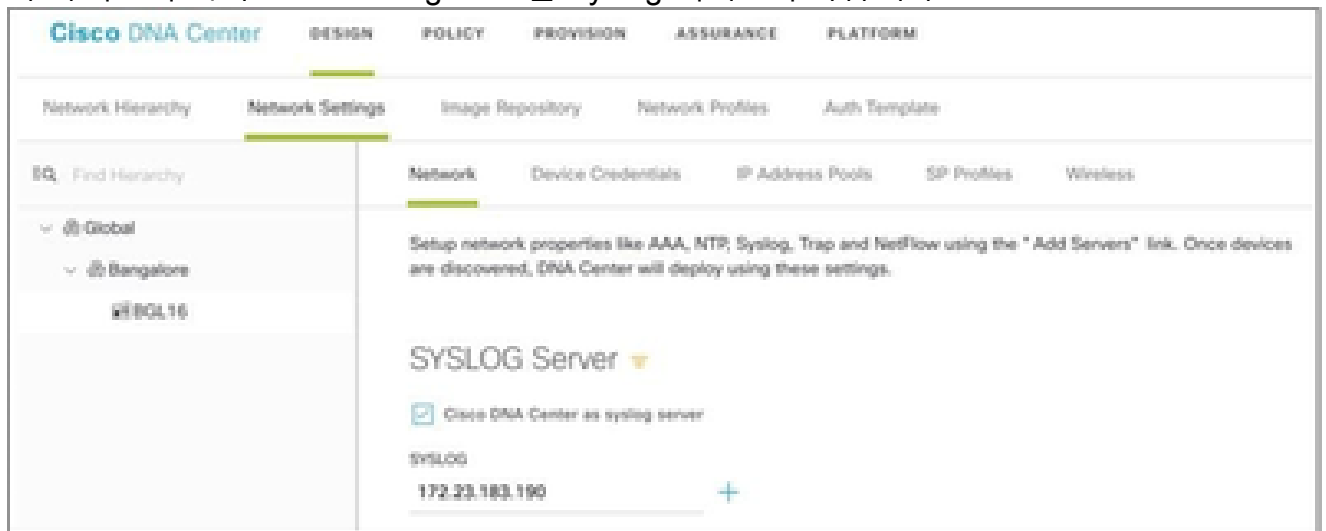 Cisco DNA Center DESIGN POLICY PROVISION ASSURANCE PLATFORM
Network Hierarchy Network Settings Image Repository Network Profiles Auth Template
Find Hierarchy
Network Device Credentials IP Address Pools SP Profiles Wireless
Global
Setup network properties like AAA, NTP, Syslog, Trap and NetFlow using the "Add Servers" link. Once devices
Bangalore
are discovered, DNA Center will deploy using these settings.
BGL16
SYSLOG Server
Cisco DNA Center as syslog server
SYSLOG
172.23.183.190